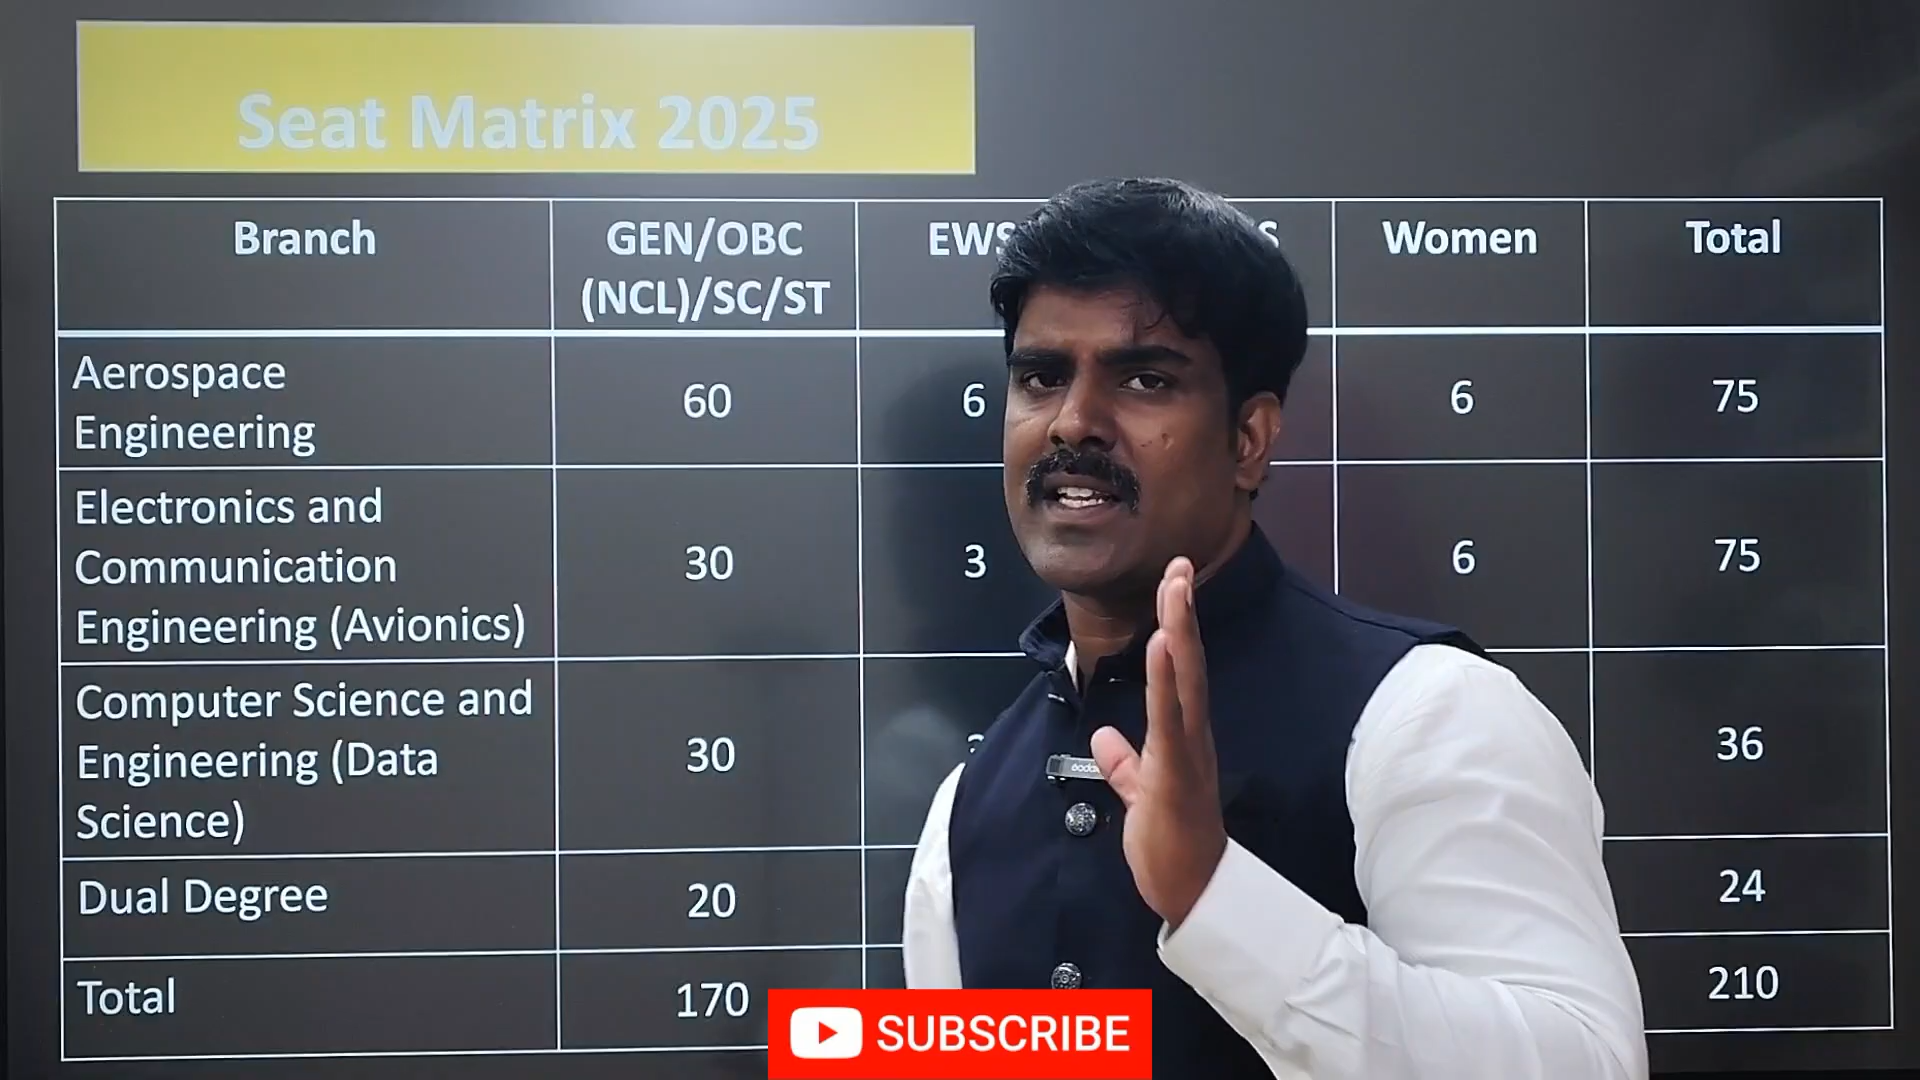 Seat Matrix 2025
Branch
GEN/OBC
(NCL)/SC/ST
EWS
Women
Total
Aerospace
Engineering
60
6
6
75
Electronics and
Communication
Engineering (Avionics)
30
3
6
75
Computer Science and
Engineering (Data
Science)
30
36
Dual Degree
20
24
Total
170
210
SUBSCRIBE